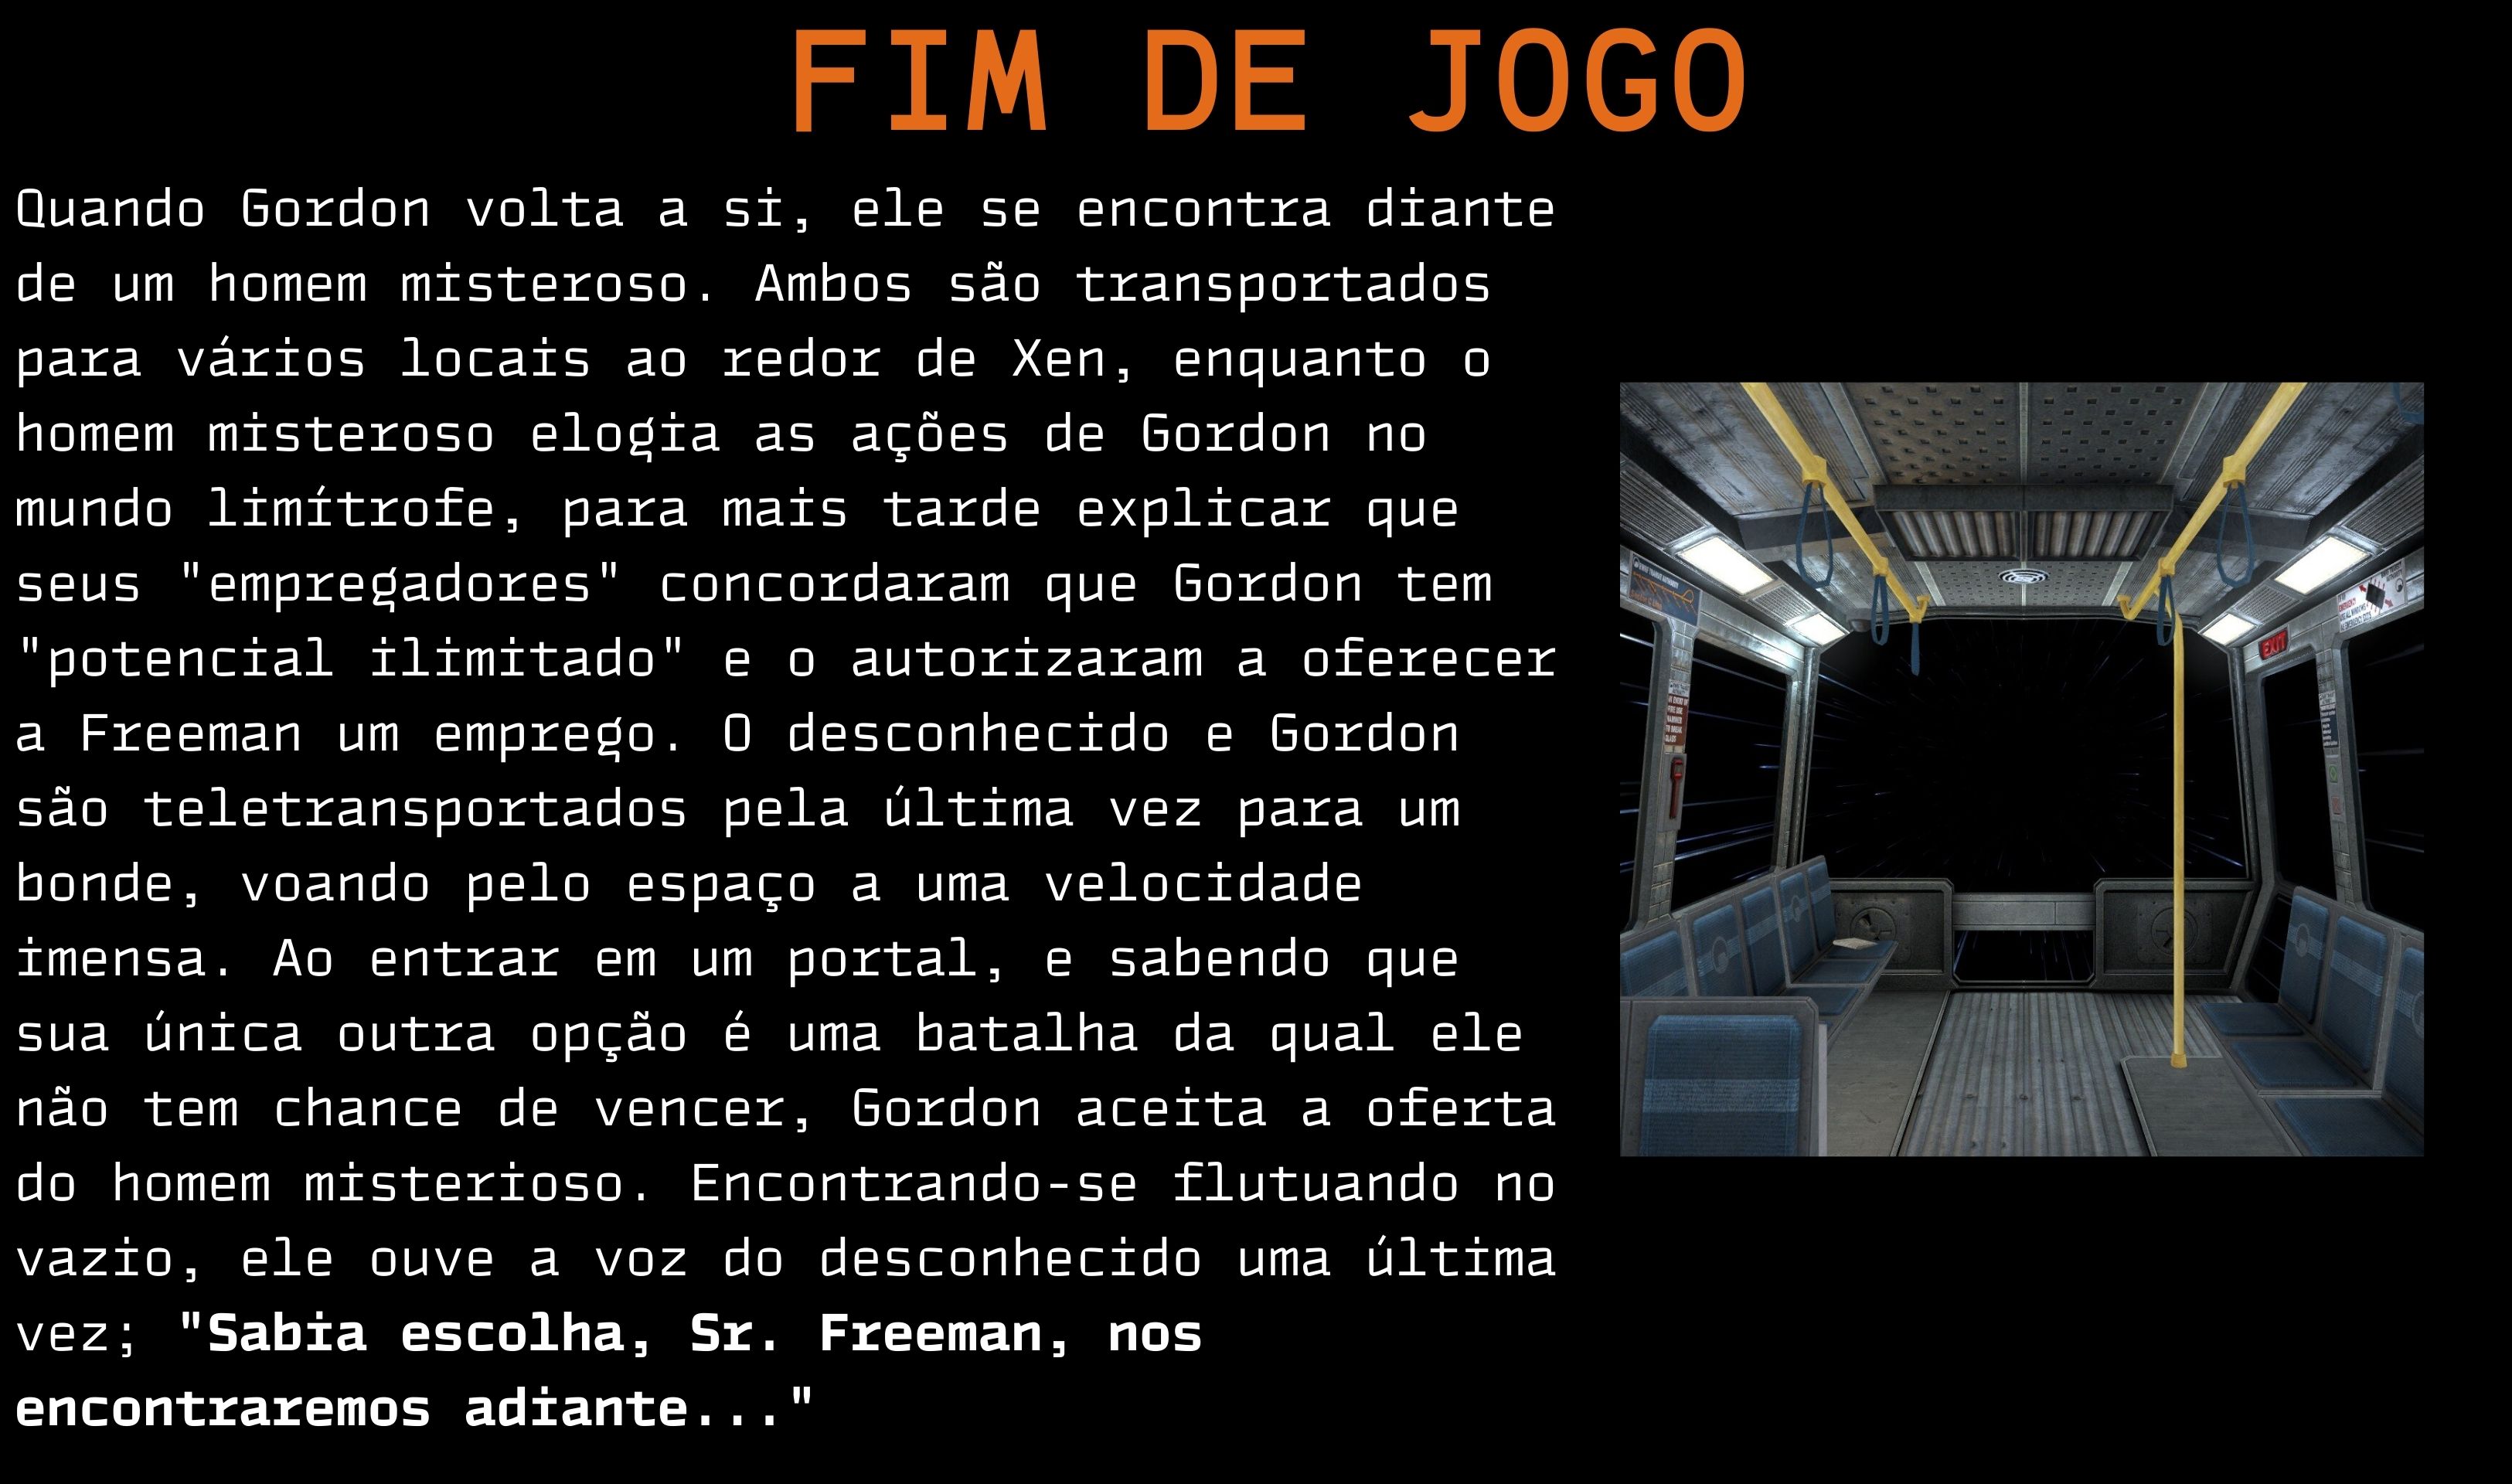 FIM DE JOGO
Quando Gordon volta a si, ele se encontra diante
de um homem misteroso. Ambos são transportados
para vários locais ao redor de Xen, enquanto o
homem misteroso elogia as ações de Gordon no
mundo limítrofe, para mais tarde explicar que
seus "empregadores" concordaram que Gordon tem
"potencial ilimitado" e o autorizaram a oferecer
a Freeman um emprego. O desconhecido e Gordon
são teletransportados pela última vez para um
bonde, voando pelo espaço a uma velocidade
imensa. Ao entrar em um portal, e sabendo que
sua única outra opção é uma batalha da qual ele
não tem chance de vencer, Gordon aceita a oferta
do homem misterioso. Encontrando-se flutuando no
vazio, ele ouve a voz do desconhecido uma última
vez; "Sabia escolha, Sr. Freeman, nos
encontraremos adiante..."
EXIT